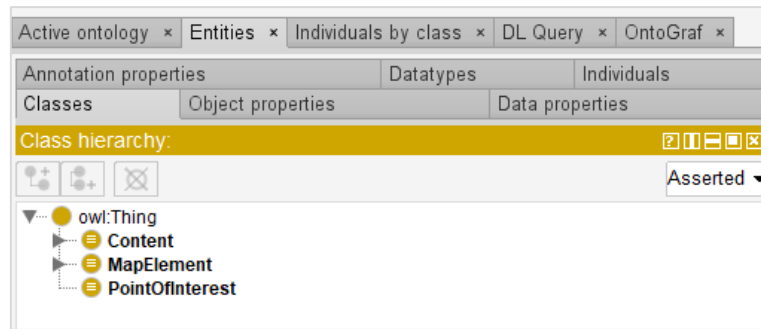 Active ontology × Entities × Individuals by class × DL Query × OntoGraf ×
Annotation properties Datatypes Individuals
Classes Object properties Data properties
Class hierarchy:
Asserted
owl:Thing
Content
MapElement
PointOfInterest